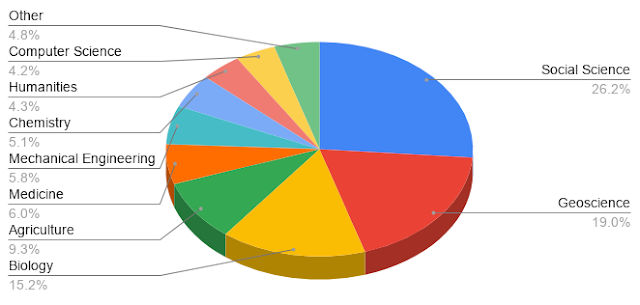 Other
4.8%
Computer Science
4.2%
Humanities
4.3%
Chemistry
5.1%
Mechanical Engineering
5.8%
Medicine
6.0%
Agriculture
9.3%
Biology
15.2%
Social Science
26.2%
Geoscience
19.0%